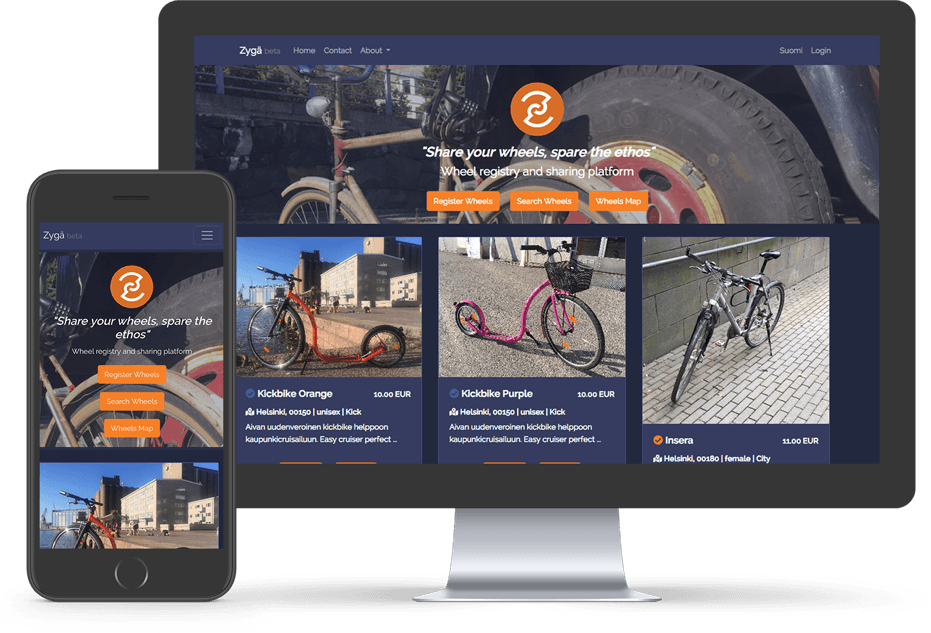 Zygä beta
Home Contact About
Suomi Login
"Share your wheels, spare the ethos"
Wheel registry and sharing platform
Register Wheels Search Wheels Wheels Map
Kickbike Orange 10.00 EUR
Helsinki, 00150 | unisex | Kick
Aivan uudenveroinen kickbike helppoon
kaupunkicruisailuun. Easy cruiser perfect ...
Kickbike Purple 10.00 EUR
Helsinki, 00150 | unisex | Kick
Aivan uudenveroinen kickbike helppoon
kaupunkicruisailuun. Easy cruiser perfect ...
Insera 11.00 EUR
Helsinki, 00180 | female | City
Zygä beta
"Share your wheels, spare the
ethos"
Wheel registry and sharing platform
Register Wheels
Search Wheels
Wheels Map